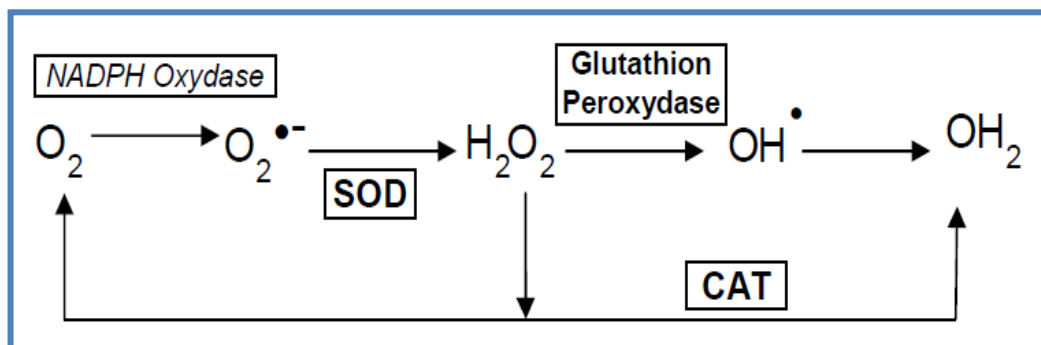 NADPH Oxydase
Glutathion
Peroxydase
O₂ O₂•- H₂O₂ OH• OH₂
SOD
CAT